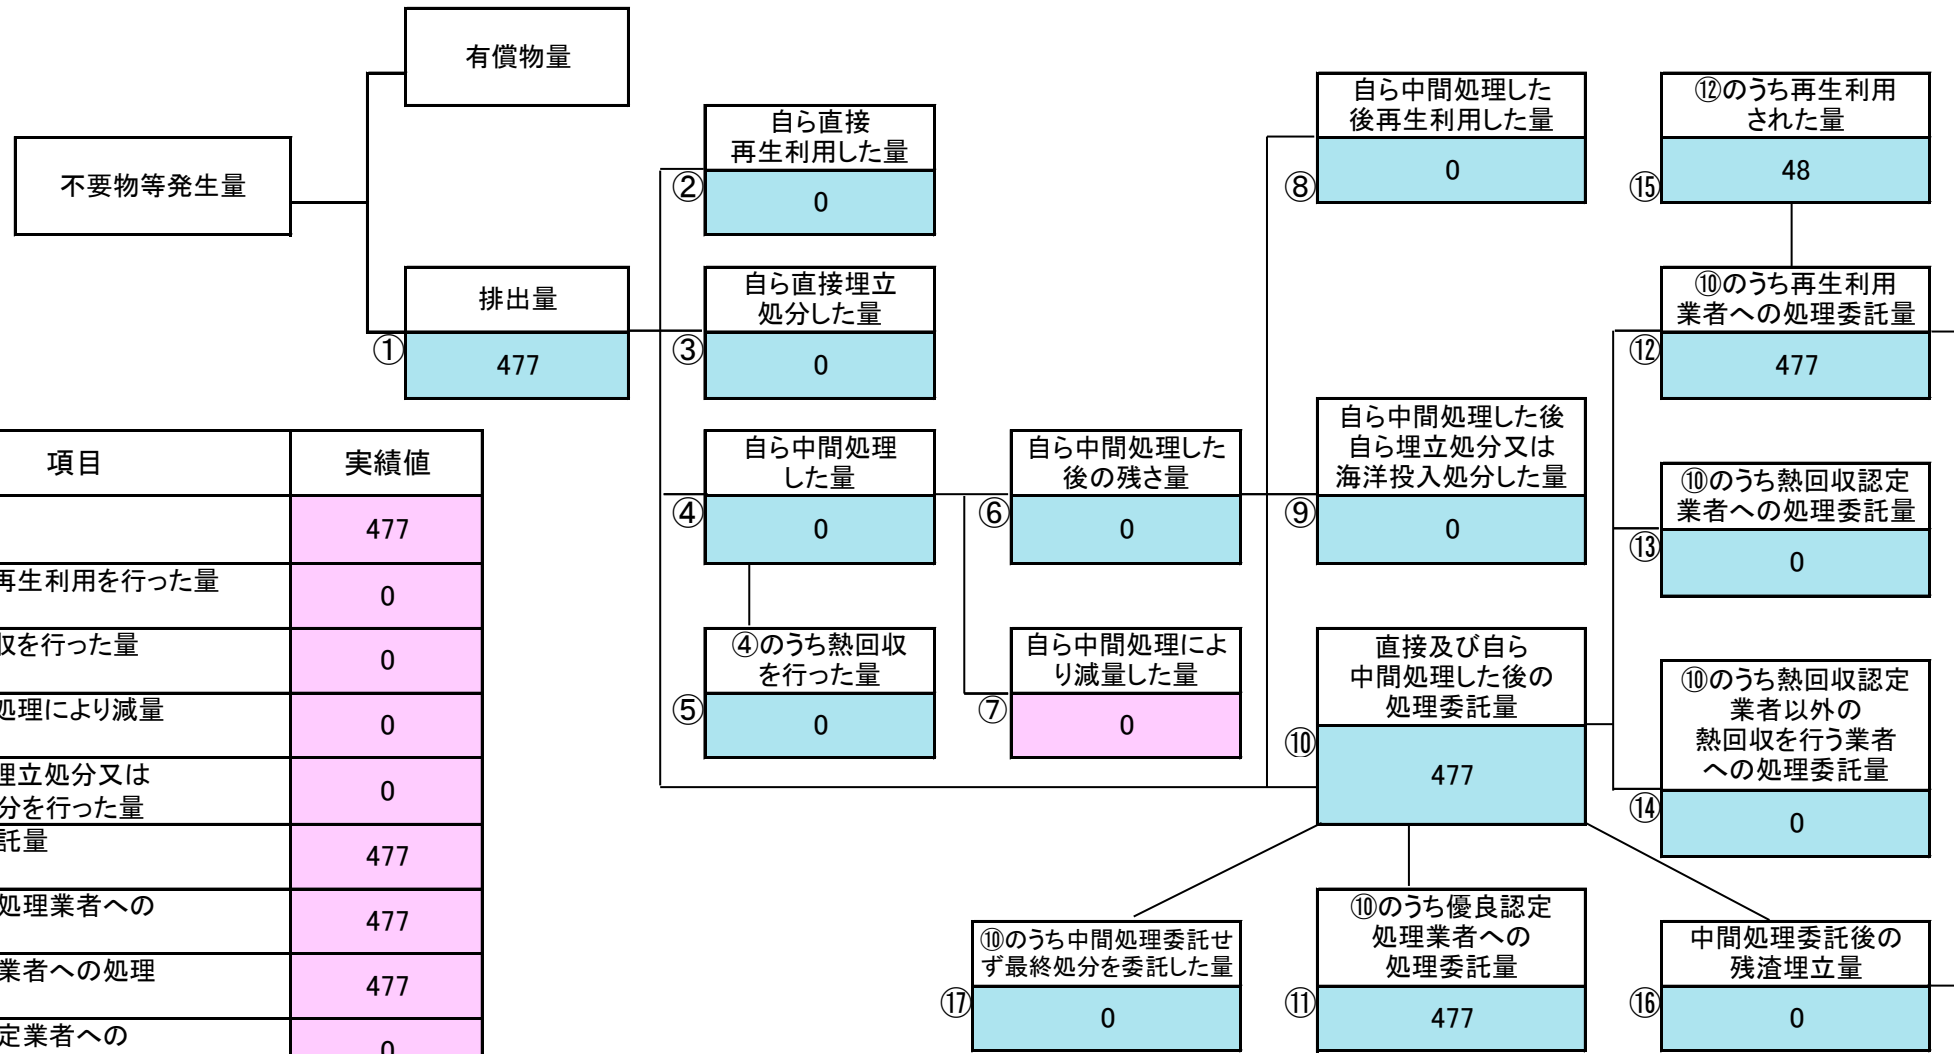 有償物量
不要物等発生量
排出量
①
477
自ら直接
再生利用した量
②
0
自ら直接埋立
処分した量
③
0
自ら中間処理
した量
④
0
④のうち熱回収
を行った量
⑤
0
自ら中間処理した
後の残さ量
⑥
0
自ら中間処理によ
り減量した量
⑦
0
自ら中間処理した
後再生利用した量
⑧
0
自ら中間処理した後
自ら埋立処分又は
海洋投入処分した量
⑨
0
直接及び自ら
中間処理した後の
処理委託量
⑩
477
⑫のうち再生利用
された量
⑮
48
⑩のうち再生利用
業者への処理委託量
⑫
477
⑩のうち熱回収認定
業者への処理委託量
⑬
0
⑩のうち熱回収認定
業者以外の
熱回収を行う業者
への処理委託量
⑭
0
⑩のうち中間処理委託せ
ず最終処分を委託した量
⑰
0
⑩のうち優良認定
処理業者への
処理委託量
⑪
477
中間処理委託後の
残渣埋立量
⑯
0
項目 実績値
477
再生利用を行った量 0
収を行った量 0
処理により減量 0
埋立処分又は
分を行った量 0
託量 477
処理業者への 477
業者への処理 477
定業者への 0